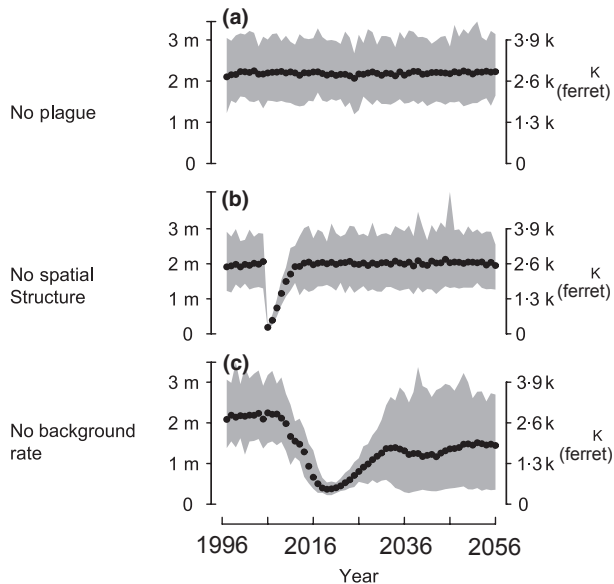 (a)
3 m
2 m
1 m
0
3·9 k
2·6 k
1·3 k
0
K
(ferret)
No plague
(b)
3 m
2 m
1 m
0
3·9 k
2·6 k
1·3 k
0
K
(ferret)
No spatial
Structure
(c)
3 m
2 m
1 m
0
3·9 k
2·6 k
1·3 k
0
K
(ferret)
No background
rate
1996 2016 2036 2056
Year